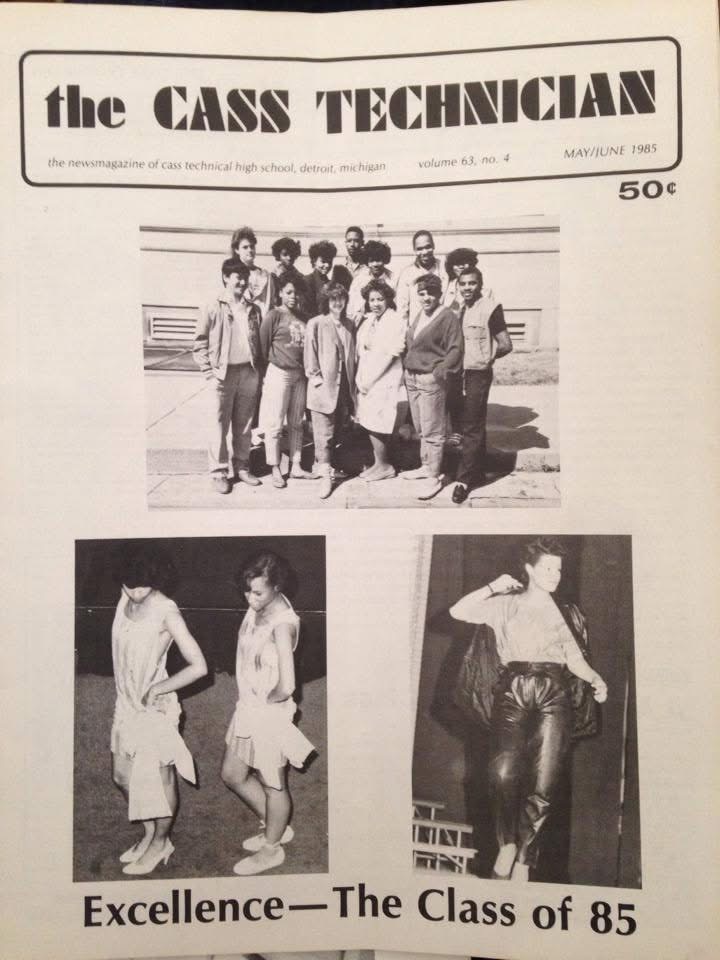 the CASS TECHNICIAN
the newsmagazine of cass technical high school, detroit, michigan volume 63, no. 4 MAY/JUNE 1985
50¢
Excellence—The Class of 85